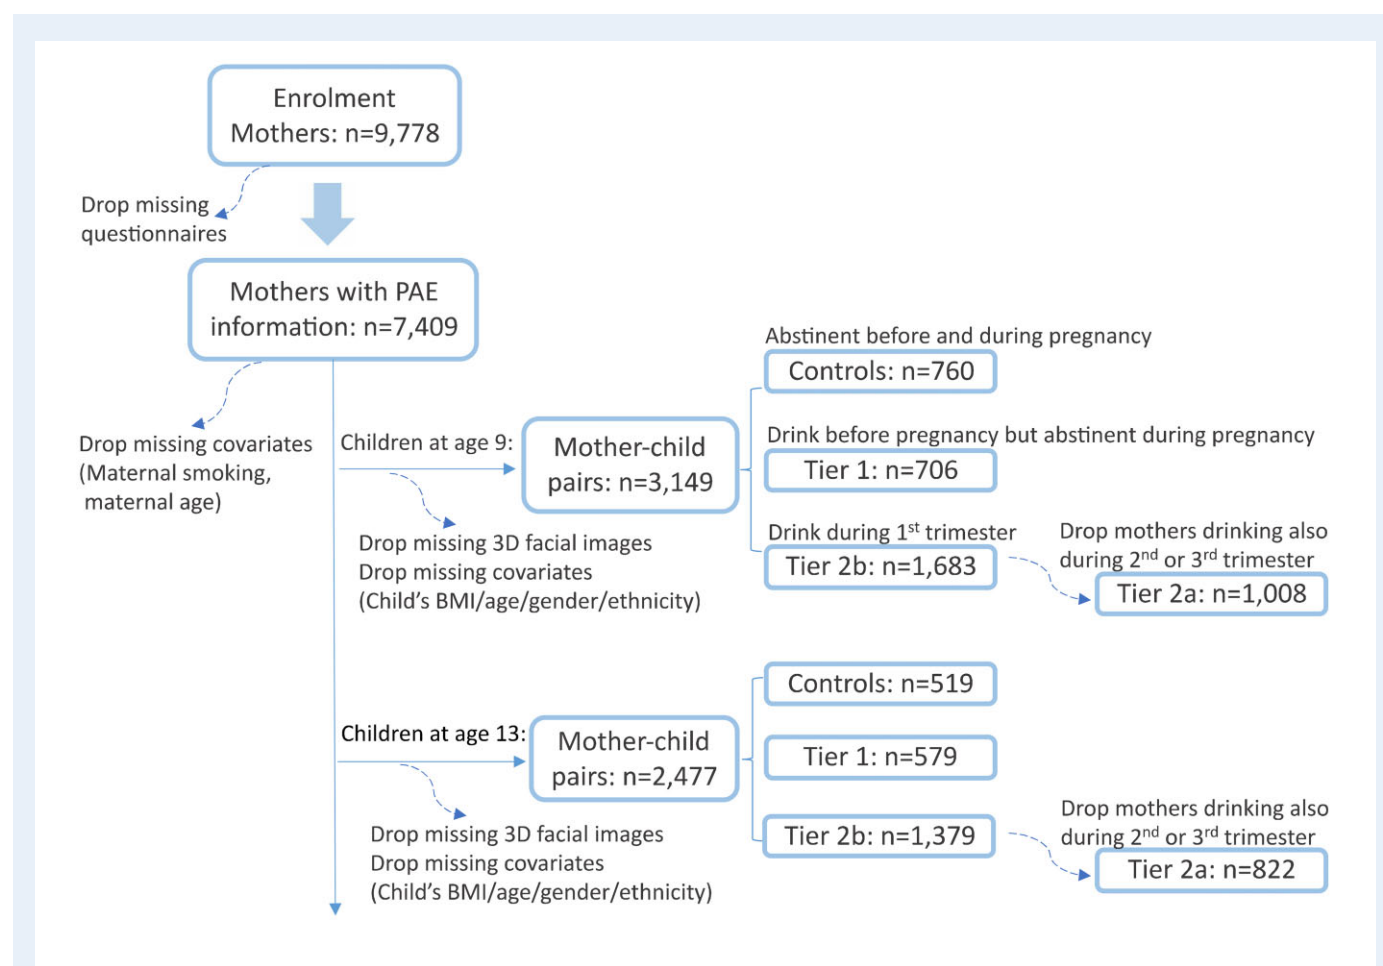 Enrolment
Mothers: n=9,778
Drop missing
questionnaires
Mothers with PAE
information: n=7,409
Drop missing covariates
(Maternal smoking,
maternal age)
Children at age 9:
Mother-child
pairs: n=3,149
Drop missing 3D facial images
Drop missing covariates
(Child’s BMI/age/gender/ethnicity)
Abstinent before and during pregnancy
Controls: n=760
Drink before pregnancy but abstinent during pregnancy
Tier 1: n=706
Drink during 1st trimester
Tier 2b: n=1,683
Drop mothers drinking also
during 2nd or 3rd trimester
Tier 2a: n=1,008
Children at age 13:
Mother-child
pairs: n=2,477
Drop missing 3D facial images
Drop missing covariates
(Child’s BMI/age/gender/ethnicity)
Controls: n=519
Tier 1: n=579
Tier 2b: n=1,379
Drop mothers drinking also
during 2nd or 3rd trimester
Tier 2a: n=822